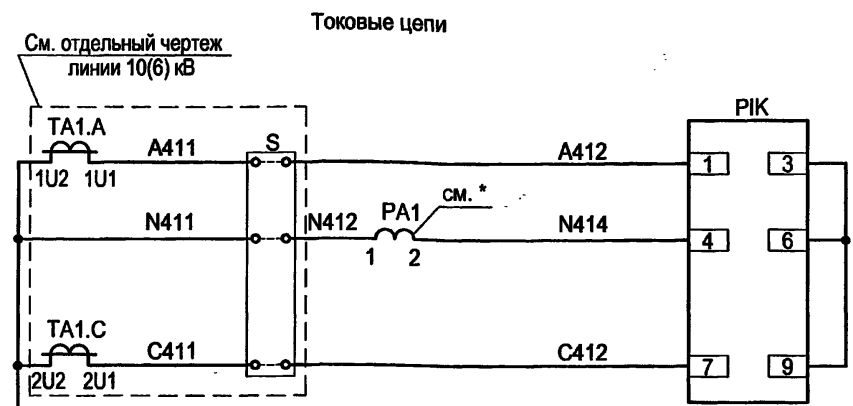 Токовые цепи
См. отдельный чертеж
линии 10(6) кВ
PIK
TA1.A
A411
S
A412
1
3
1U2
1U1
см. *
N411
N412
PA1
N414
4
6
1
2
TA1.C
C411
C412
7
9
2U2
2U1